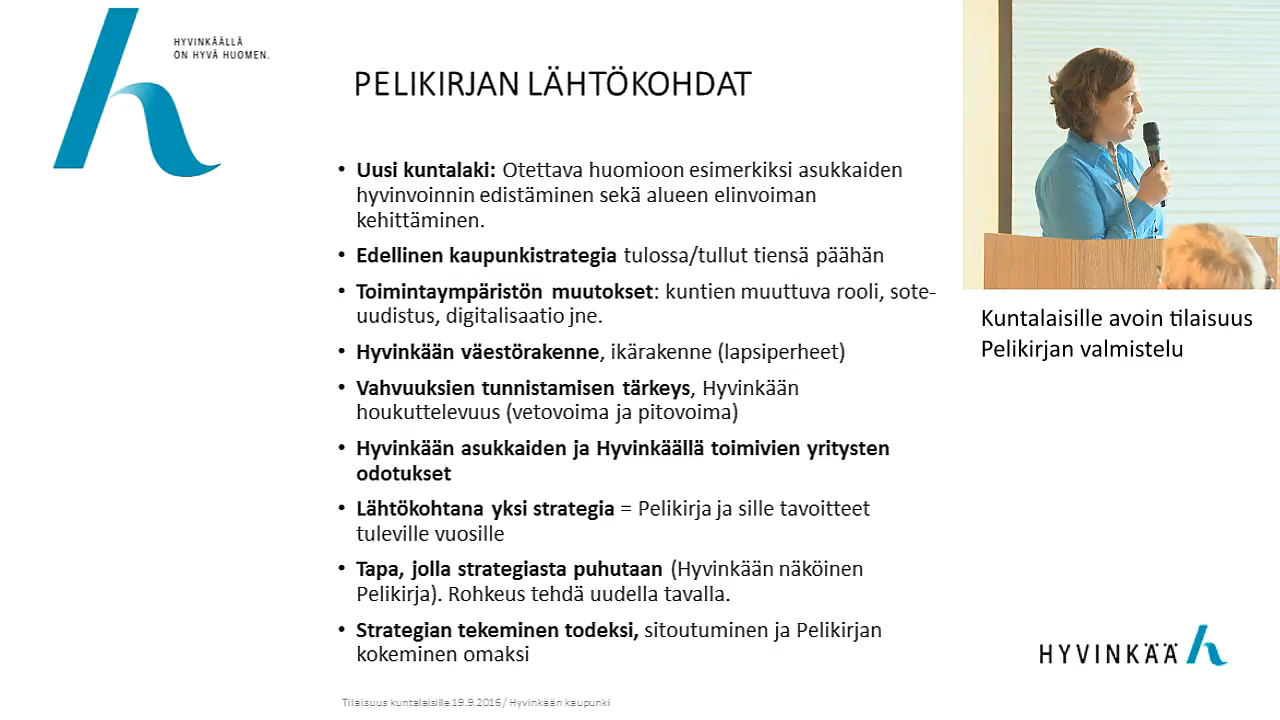 HYVINKÄÄLLÄ
ON HYVÄ HUOMEN.
PELIKIRJAN LÄHTÖKOHDAT
• Uusi kuntalaki: Otettava huomioon esimerkiksi asukkaiden
hyvinvoinnin edistäminen sekä alueen elinvoiman
kehittäminen.
• Edellinen kaupunkistrategia tulossa/tullut tiensä päähän
• Toimintaympäristön muutokset: kuntien muuttuva rooli, sote-
uudistus, digitalisaatio jne.
• Hyvinkään väestörakenne, ikärakenne (lapsiperheet)
• Vahvuuksien tunnistamisen tärkeys, Hyvinkään
houkuttelevuus (vetovoima ja pitovoima)
• Hyvinkään asukkaiden ja Hyvinkäällä toimivien yritysten
odotukset
• Lähtökohtana yksi strategia = Pelikirja ja sille tavoitteet
tuleville vuosille
• Tapa, jolla strategiasta puhutaan (Hyvinkään näköinen
Pelikirja). Rohkeus tehdä uudella tavalla.
• Strategian tekeminen todeksi, sitoutuminen ja Pelikirjan
kokeminen omaksi
Tilaisuus kuntalaisille 19.9.2016 / Hyvinkään kaupunki
Kuntalaisille avoin tilaisuus
Pelikirjan valmistelu
HYVINKÄÄ